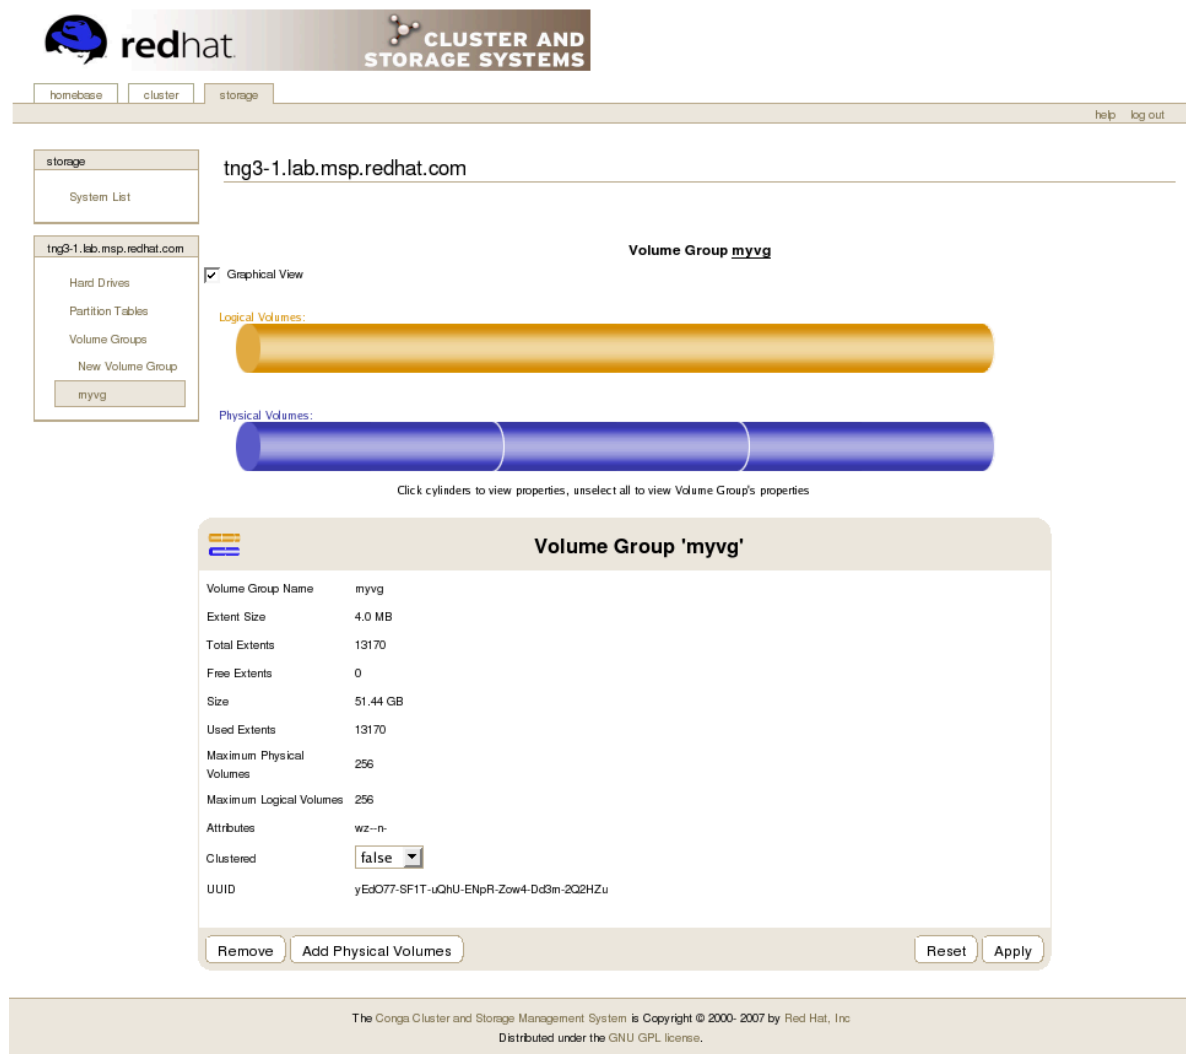 redhat.
CLUSTER AND
STORAGE SYSTEMS
homebase cluster storage
help log out
storage
System List
tng3-1.lab.msp.redhat.com
tng3-1.lab.msp.redhat.com
Hard Drives
Partition Tables
Volume Groups
New Volume Group
myvg
Volume Group myvg
Graphical View
Logical Volumes:
Physical Volumes:
Click cylinders to view properties, unselect all to view Volume Group's properties
Volume Group 'myvg'
Volume Group Name myvg
Extent Size 4.0 MB
Total Extents 13170
Free Extents 0
Size 51.44 GB
Used Extents 13170
Maximum Physical
Volumes 256
Maximum Logical Volumes 256
Attributes wz--n-
Clustered false
UUID yEdO77-SF1T-uQhU-ENpR-Zow4-Dd3m-2Q2HZu
Remove Add Physical Volumes Reset Apply
The Conga Cluster and Storage Management System is Copyright © 2000- 2007 by Red Hat, Inc
Distributed under the GNU GPL license.